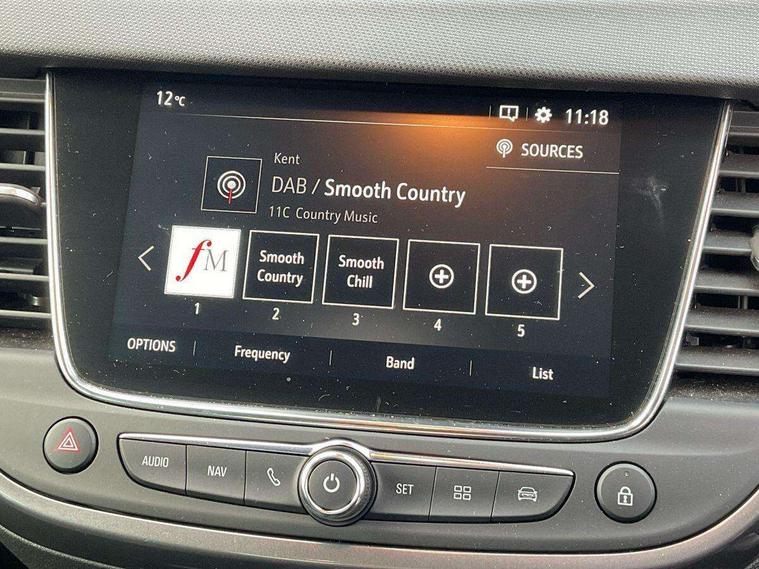 12°C
11:18
SOURCES
Kent
DAB / Smooth Country
11C Country Music
fM
Smooth
Country
Smooth
Chill
1
2
3
4
5
OPTIONS
Frequency
Band
List
AUDIO
NAV
SET